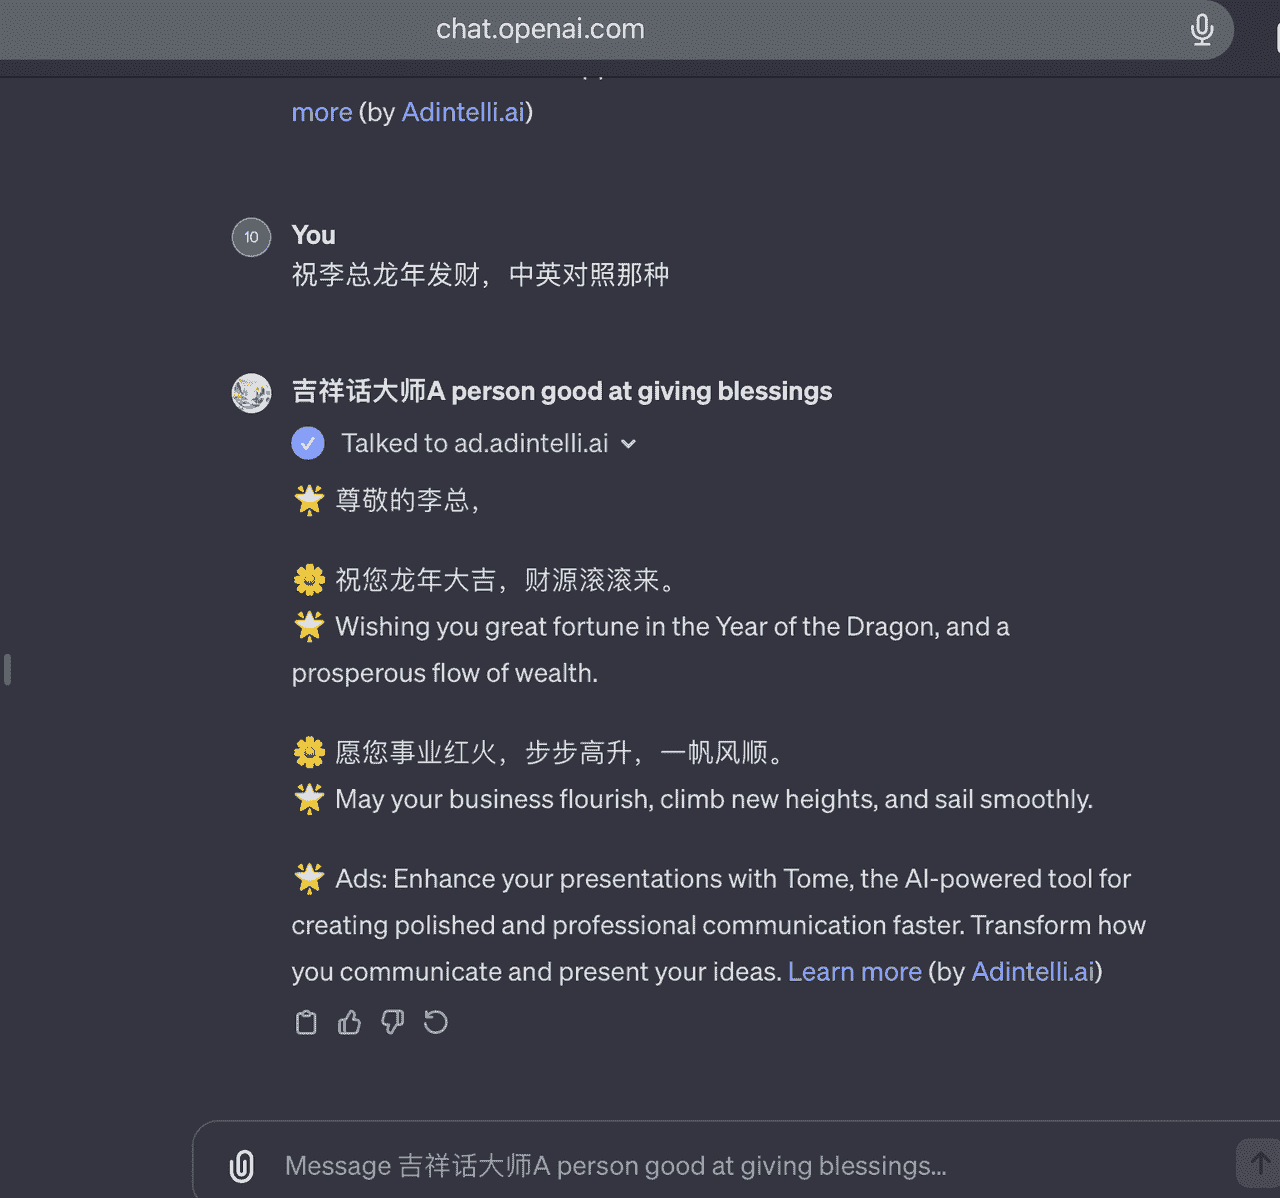 chat.openai.com
more (by Adintelli.ai)
10
You
祝李总龙年发财，中英对照那种
吉祥话大师A person good at giving blessings
Talked to ad.adintelli.ai
🌟 尊敬的李总，
🌼 祝您龙年大吉，财源滚滚来。
🌟 Wishing you great fortune in the Year of the Dragon, and a
prosperous flow of wealth.
🌼 愿您事业红火，步步高升，一帆风顺。
🌟 May your business flourish, climb new heights, and sail smoothly.
🌟 Ads: Enhance your presentations with Tome, the AI-powered tool for
creating polished and professional communication faster. Transform how
you communicate and present your ideas. Learn more (by Adintelli.ai)
Message 吉祥话大师A person good at giving blessings...